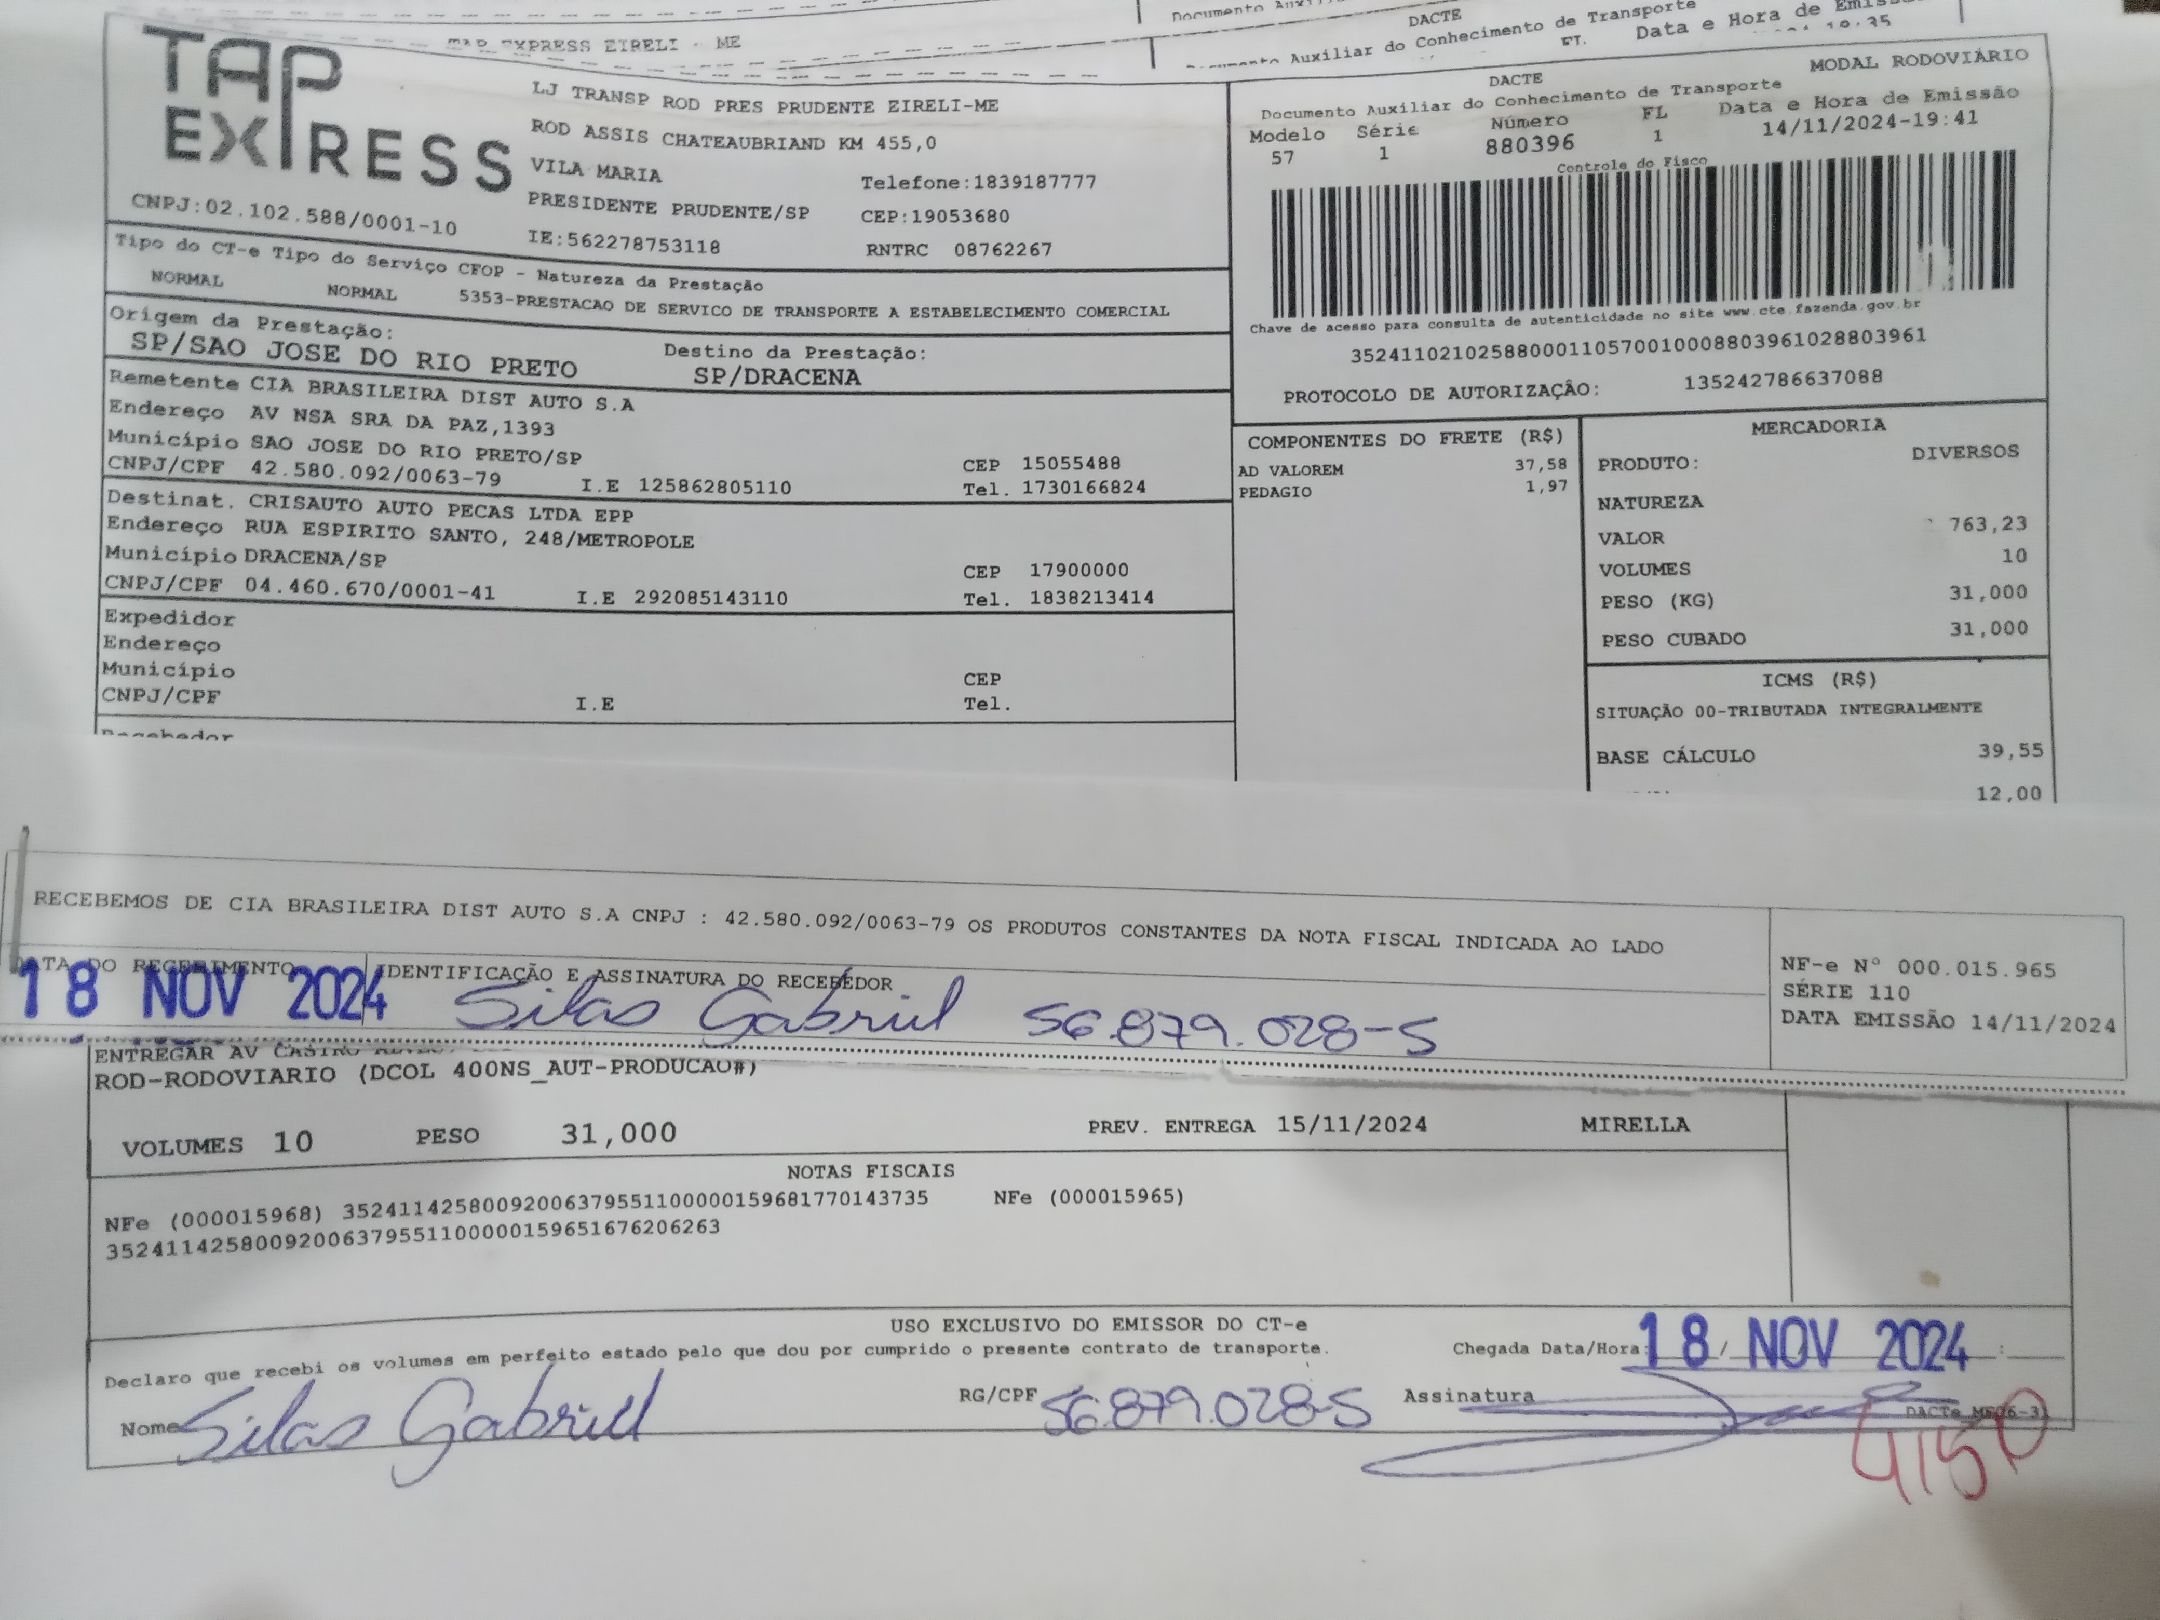 DACTE
Documento Auxiliar do Conhecimento de Transporte
Data e Hora de
TAP EXPRESS EIRELI - ME
TAP EXPRESS
LJ TRANSP ROD PRES PRUDENTE EIRELI-ME
ROD ASSIS CHATEAUBRIAND KM 455,0
VILA MARIA Telefone:1839187777
PRESIDENTE PRUDENTE/SP CEP:19053680
CNPJ:02.102.588/0001-10 IE:562278753118 RNTRC 08762267
MODAL RODOVIÁRIO
DACTE
Documento Auxiliar do Conhecimento de Transporte
Modelo Série Número FL Data e Hora de Emissão
57 1 880396 1 14/11/2024-19:41
Controle do Fisco
Chave de acesso para consulta de autenticidade no site www.cte.fazenda.gov.br
35241102102588000110570010008803961028803961
PROTOCOLO DE AUTORIZAÇÃO: 135242786637088
Tipo do CT-e Tipo do Serviço CFOP - Natureza da Prestação
NORMAL NORMAL 5353-PRESTACAO DE SERVICO DE TRANSPORTE A ESTABELECIMENTO COMERCIAL
Origem da Prestação: Destino da Prestação:
SP/SAO JOSE DO RIO PRETO SP/DRACENA
Remetente CIA BRASILEIRA DIST AUTO S.A
Endereço AV NSA SRA DA PAZ,1393
Município SAO JOSE DO RIO PRETO/SP CEP 15055488
CNPJ/CPF 42.580.092/0063-79 I.E 125862805110 Tel. 1730166824
Destinat. CRISAUTO AUTO PECAS LTDA EPP
Endereço RUA ESPIRITO SANTO, 248/METROPOLE
Município DRACENA/SP CEP 17900000
CNPJ/CPF 04.460.670/0001-41 I.E 292085143110 Tel. 1838213414
Expedidor
Endereço
Município CEP
CNPJ/CPF I.E Tel.
Recebedor
COMPONENTES DO FRETE (R$)
AD VALOREM 37,58
PEDAGIO 1,97
MERCADORIA
PRODUTO: DIVERSOS
NATUREZA
VALOR 763,23
VOLUMES 10
PESO (KG) 31,000
PESO CUBADO 31,000
ICMS (R$)
SITUAÇÃO 00-TRIBUTADA INTEGRALMENTE
BASE CÁLCULO 39,55
12,00
RECEBEMOS DE CIA BRASILEIRA DIST AUTO S.A CNPJ : 42.580.092/0063-79 OS PRODUTOS CONSTANTES DA NOTA FISCAL INDICADA AO LADO
DATA DO RECEBIMENTO IDENTIFICAÇÃO E ASSINATURA DO RECEBEDOR
18 NOV 2024 Silas Gabriel 56.879.028-5
NF-e N° 000.015.965
SÉRIE 110
DATA EMISSÃO 14/11/2024
ENTREGAR AV CASTRO
ROD-RODOVIARIO (DCOL 400NS_AUT-PRODUCAO#)
VOLUMES 10 PESO 31,000 PREV. ENTREGA 15/11/2024 MIRELLA
NOTAS FISCAIS
NFe (000015968) 35241142580092006379551100000159681770143735 NFe (000015965)
35241142580092006379551100000159651676206263
USO EXCLUSIVO DO EMISSOR DO CT-e
Declaro que recebi os volumes em perfeito estado pelo que dou por cumprido o presente contrato de transporte. Chegada Data/Hora: 18 / NOV 2024 :
Nome Silas Gabriel RG/CPF 56.879.028-5 Assinatura